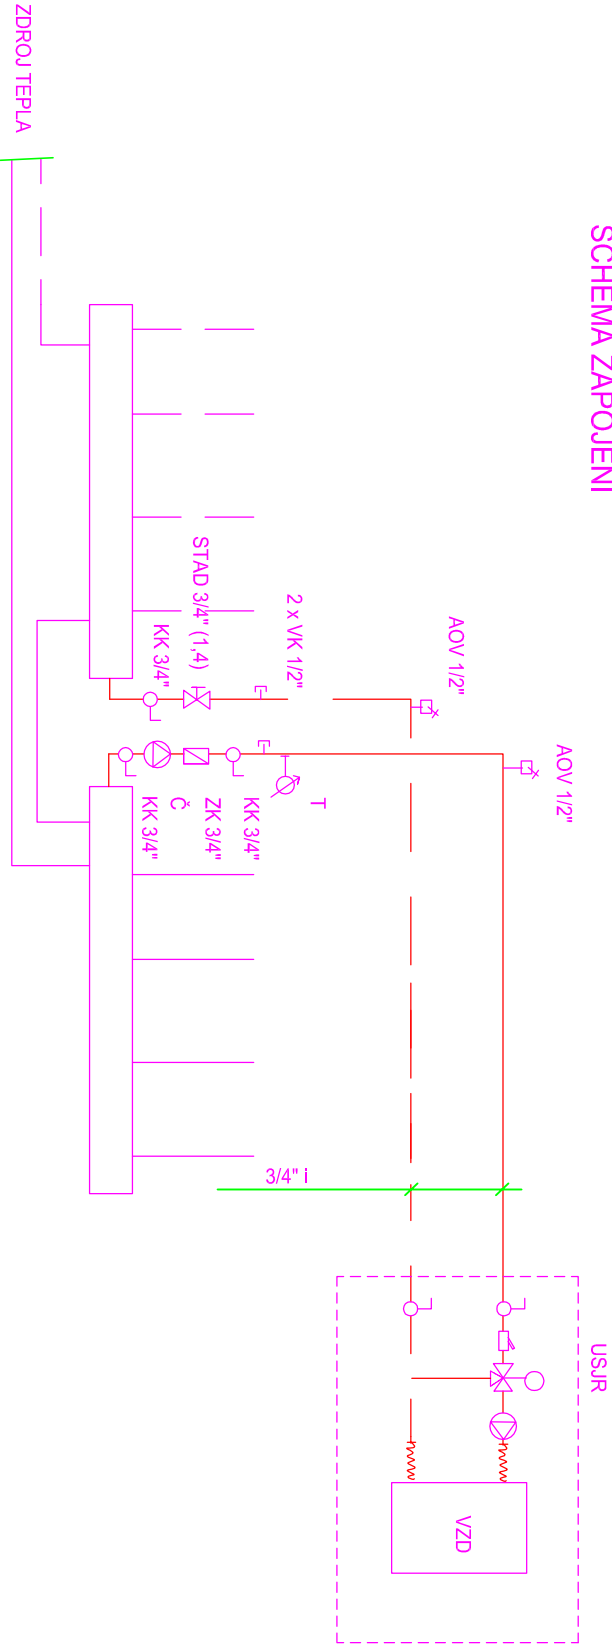 SCHEMA ZAPOJENI
ZDROJ TEPLA
STAD 3/4" (1,4)
KK 3/4"
2 x VK 1/2"
AOV 1/2"
AOV 1/2"
T
KK 3/4"
ZK 3/4"
Č
KK 3/4"
3/4" i
USJR
VZD